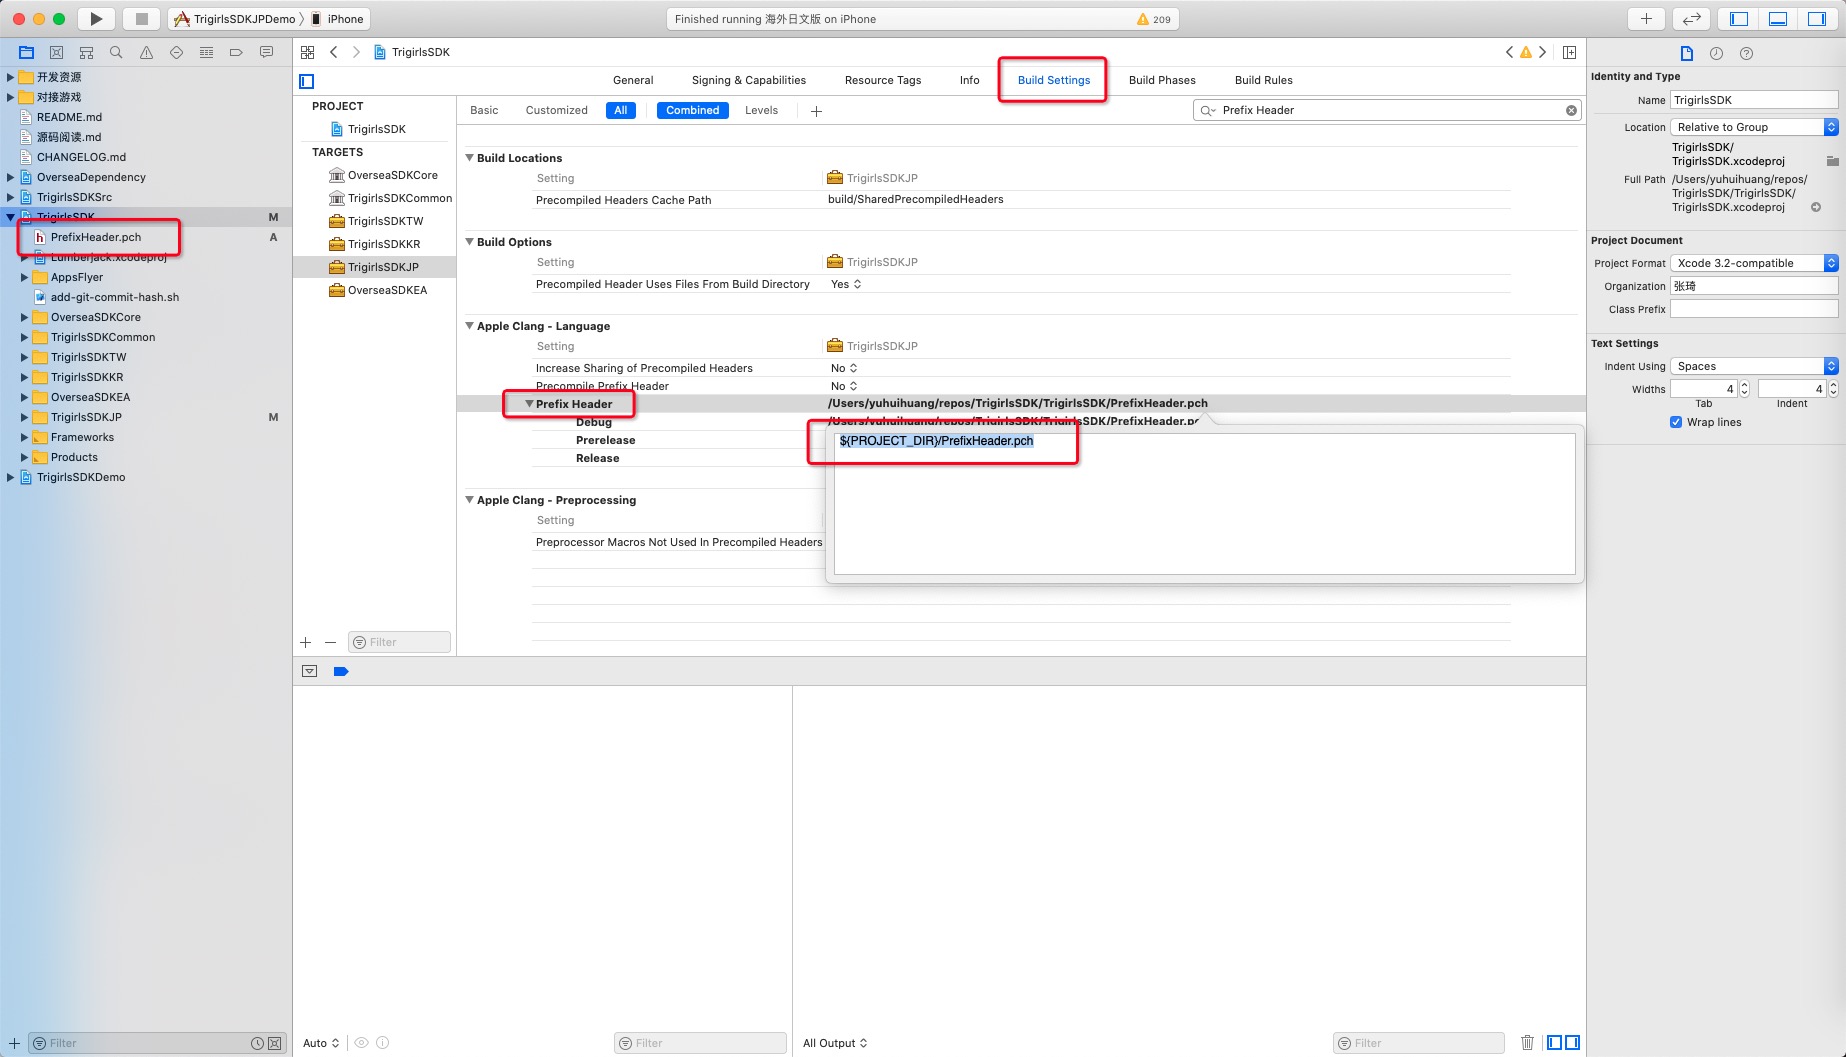 TrigirlsSDKJPDemo 〉 iPhone
Finished running 海外日文版 on iPhone
209
TrigirlsSDK
General
Signing & Capabilities
Resource Tags
Info
Build Settings
Build Phases
Build Rules
Basic
Customized
All
Combined
Levels
Prefix Header
开发资源
对接游戏
README.md
源码阅读.md
CHANGELOG.md
OverseaDependency
TrigirlsSDKSrc
TrigirlsSDK M
PrefixHeader.pch A
Lumberjack.xcodeproj
AppsFlyer
add-git-commit-hash.sh
OverseaSDKCore
TrigirlsSDKCommon
TrigirlsSDKTW
TrigirlsSDKKR
OverseaSDKEA
TrigirlsSDKJP M
Frameworks
Products
TrigirlsSDKDemo
Filter
PROJECT
TrigirlsSDK
TARGETS
OverseaSDKCore
TrigirlsSDKCommon
TrigirlsSDKTW
TrigirlsSDKKR
TrigirlsSDKJP
OverseaSDKEA
Filter
Build Locations
Setting TrigirlsSDKJP
Precompiled Headers Cache Path build/SharedPrecompiledHeaders
Build Options
Setting TrigirlsSDKJP
Precompiled Header Uses Files From Build Directory Yes
Apple Clang - Language
Setting TrigirlsSDKJP
Increase Sharing of Precompiled Headers No
Precompile Prefix Header No
Prefix Header /Users/yuhuihuang/repos/TrigirlsSDK/TrigirlsSDK/PrefixHeader.pch
Debug /Users/yuhuihuang/repos/TrigirlsSDK/TrigirlsSDK/PrefixHeader.pc
Prerelease
Release
${PROJECT_DIR}/PrefixHeader.pch
Apple Clang - Preprocessing
Setting
Preprocessor Macros Not Used In Precompiled Headers
Auto
Filter
All Output
Filter
Identity and Type
Name TrigirlsSDK
Location Relative to Group
TrigirlsSDK/
TrigirlsSDK.xcodeproj
Full Path /Users/yuhuihuang/repos/
TrigirlsSDK/TrigirlsSDK/
TrigirlsSDK.xcodeproj
Project Document
Project Format Xcode 3.2-compatible
Organization 张琦
Class Prefix
Text Settings
Indent Using Spaces
Widths 4 4
Tab Indent
Wrap lines